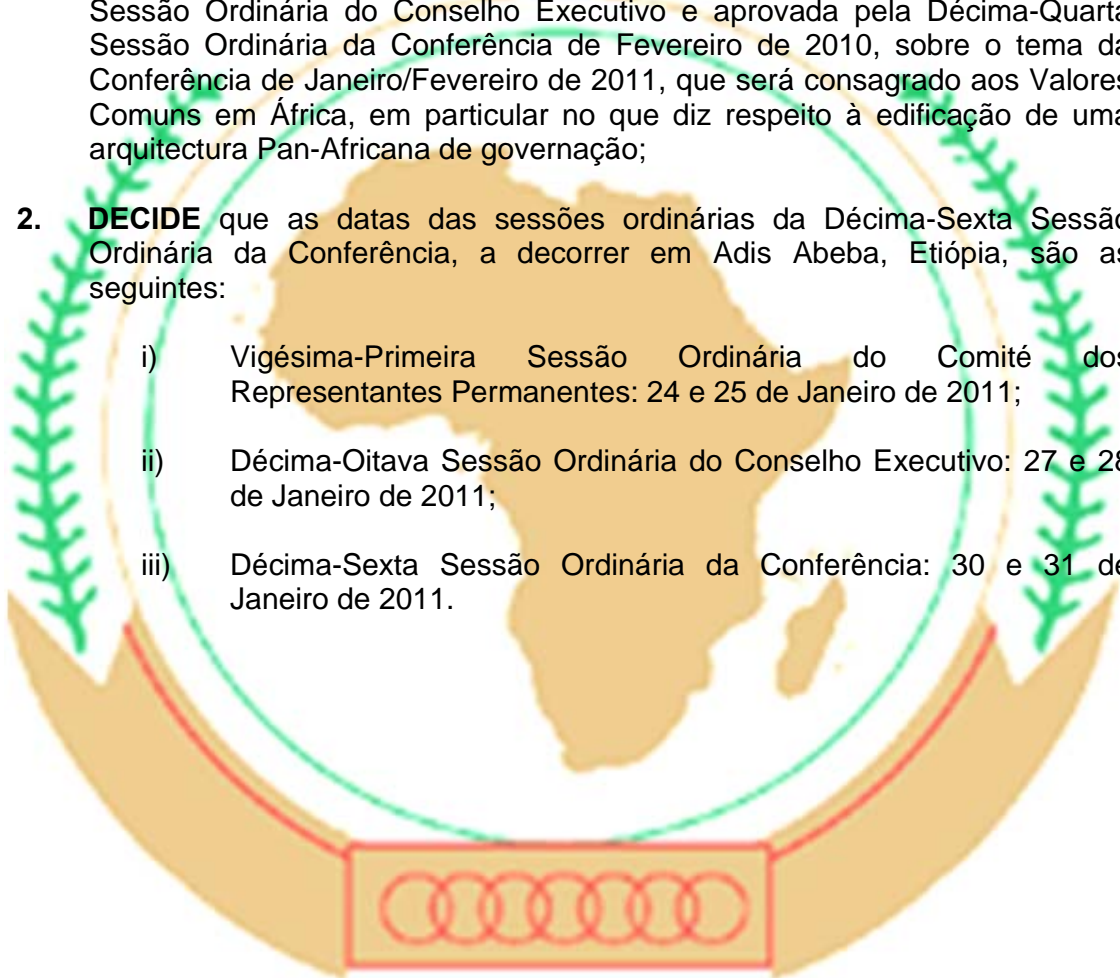 Sessão Ordinária do Conselho Executivo e aprovada pela Décima-Quarta
Sessão Ordinária da Conferência de Fevereiro de 2010, sobre o tema da
Conferência de Janeiro/Fevereiro de 2011, que será consagrado aos Valores
Comuns em África, em particular no que diz respeito à edificação de uma
arquitectura Pan-Africana de governação;
2. DECIDE que as datas das sessões ordinárias da Décima-Sexta Sessão
Ordinária da Conferência, a decorrer em Adis Abeba, Etiópia, são as
seguintes:
i) Vigésima-Primeira Sessão Ordinária do Comité dos
Representantes Permanentes: 24 e 25 de Janeiro de 2011;
ii) Décima-Oitava Sessão Ordinária do Conselho Executivo: 27 e 28
de Janeiro de 2011;
iii) Décima-Sexta Sessão Ordinária da Conferência: 30 e 31 de
Janeiro de 2011.